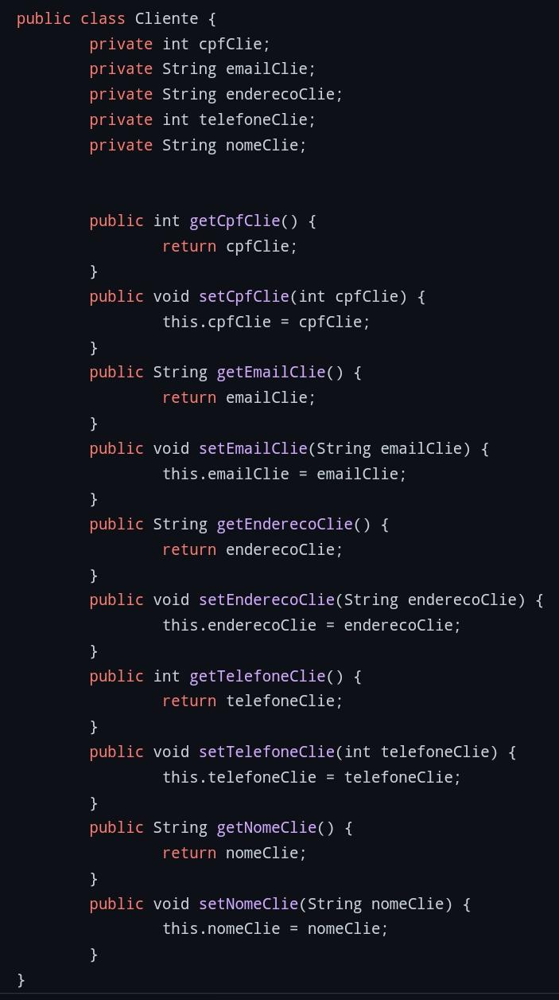 public class Cliente {
        private int cpfClie;
        private String emailClie;
        private String enderecoClie;
        private int telefoneClie;
        private String nomeClie;
        public int getCpfClie() {
                return cpfClie;
        }
        public void setCpfClie(int cpfClie) {
                this.cpfClie = cpfClie;
        }
        public String getEmailClie() {
                return emailClie;
        }
        public void setEmailClie(String emailClie) {
                this.emailClie = emailClie;
        }
        public String getEnderecoClie() {
                return enderecoClie;
        }
        public void setEnderecoClie(String enderecoClie) {
                this.enderecoClie = enderecoClie;
        }
        public int getTelefoneClie() {
                return telefoneClie;
        }
        public void setTelefoneClie(int telefoneClie) {
                this.telefoneClie = telefoneClie;
        }
        public String getNomeClie() {
                return nomeClie;
        }
        public void setNomeClie(String nomeClie) {
                this.nomeClie = nomeClie;
        }
}